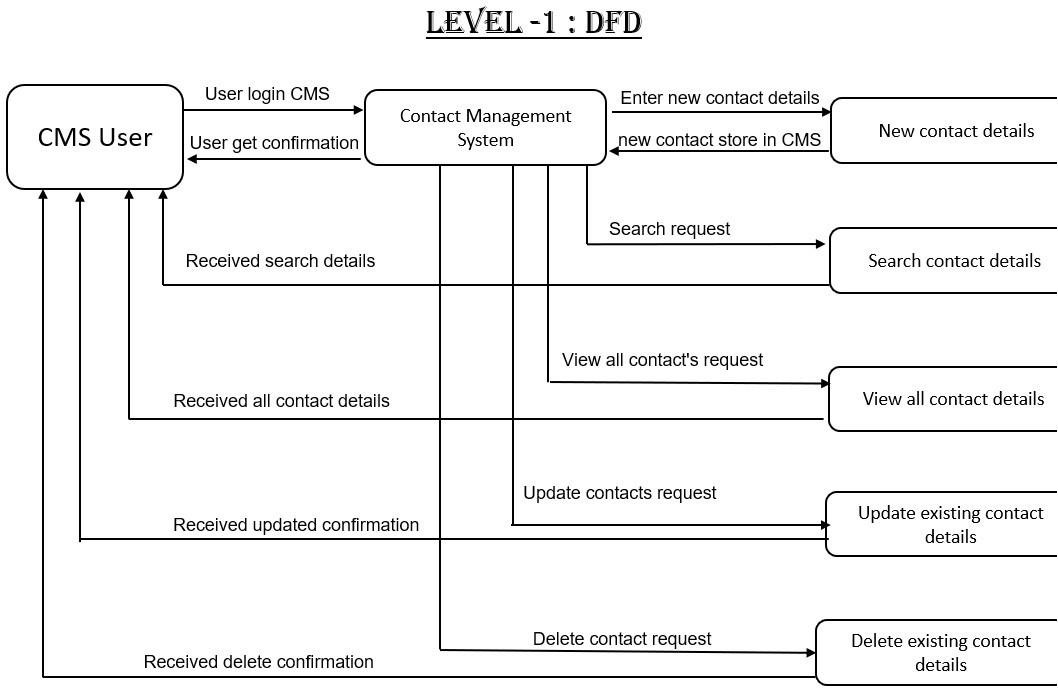 LEVEL -1 : DFD
User login CMS
CMS User
User get confirmation
Contact Management
System
Enter new contact details
new contact store in CMS
New contact details
Search request
Received search details
Search contact details
View all contact's request
Received all contact details
View all contact details
Update contacts request
Received updated confirmation
Update existing contact
details
Delete contact request
Received delete confirmation
Delete existing contact
details